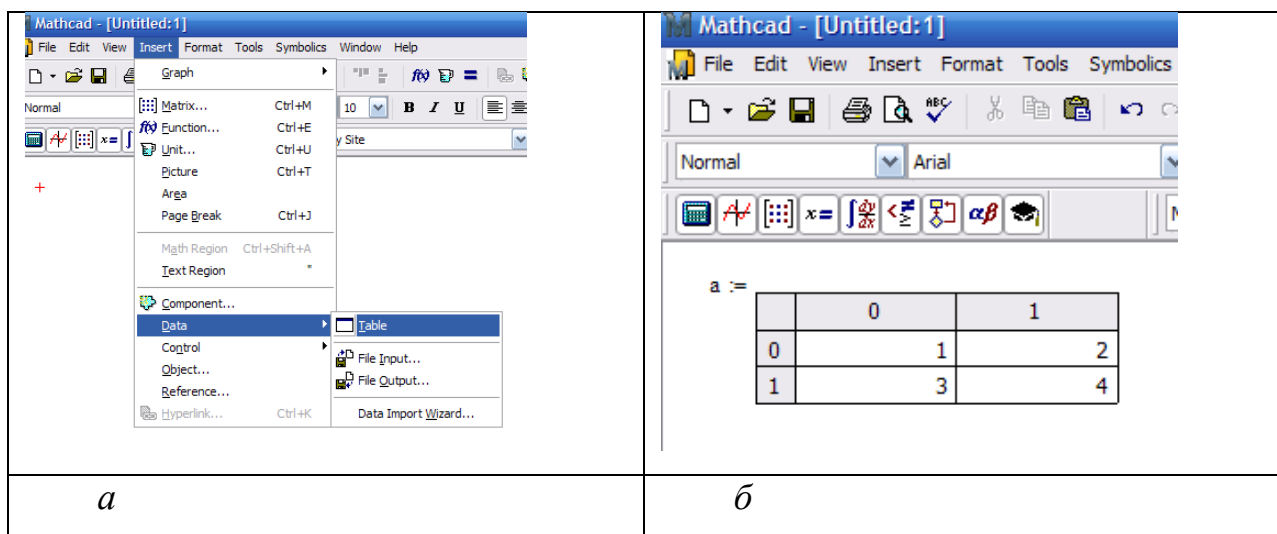 Mathcad - [Untitled:1]
File Edit View Insert Format Tools Symbolics Window Help
Normal
10 B I U
Graph
Matrix... Ctrl+M
f(x) Function... Ctrl+E
Unit... Ctrl+U
y Site
Picture Ctrl+T
Area
Page Break Ctrl+J
Math Region Ctrl+Shift+A
Text Region "
Component...
Data
Control
Object...
Reference...
Hyperlink... Ctrl+K
Table
File Input...
File Output...
Data Import Wizard...
а
Mathcad - [Untitled:1]
File Edit View Insert Format Tools Symbolics
Normal Arial
a :=
0 1
0 1 2
1 3 4
б